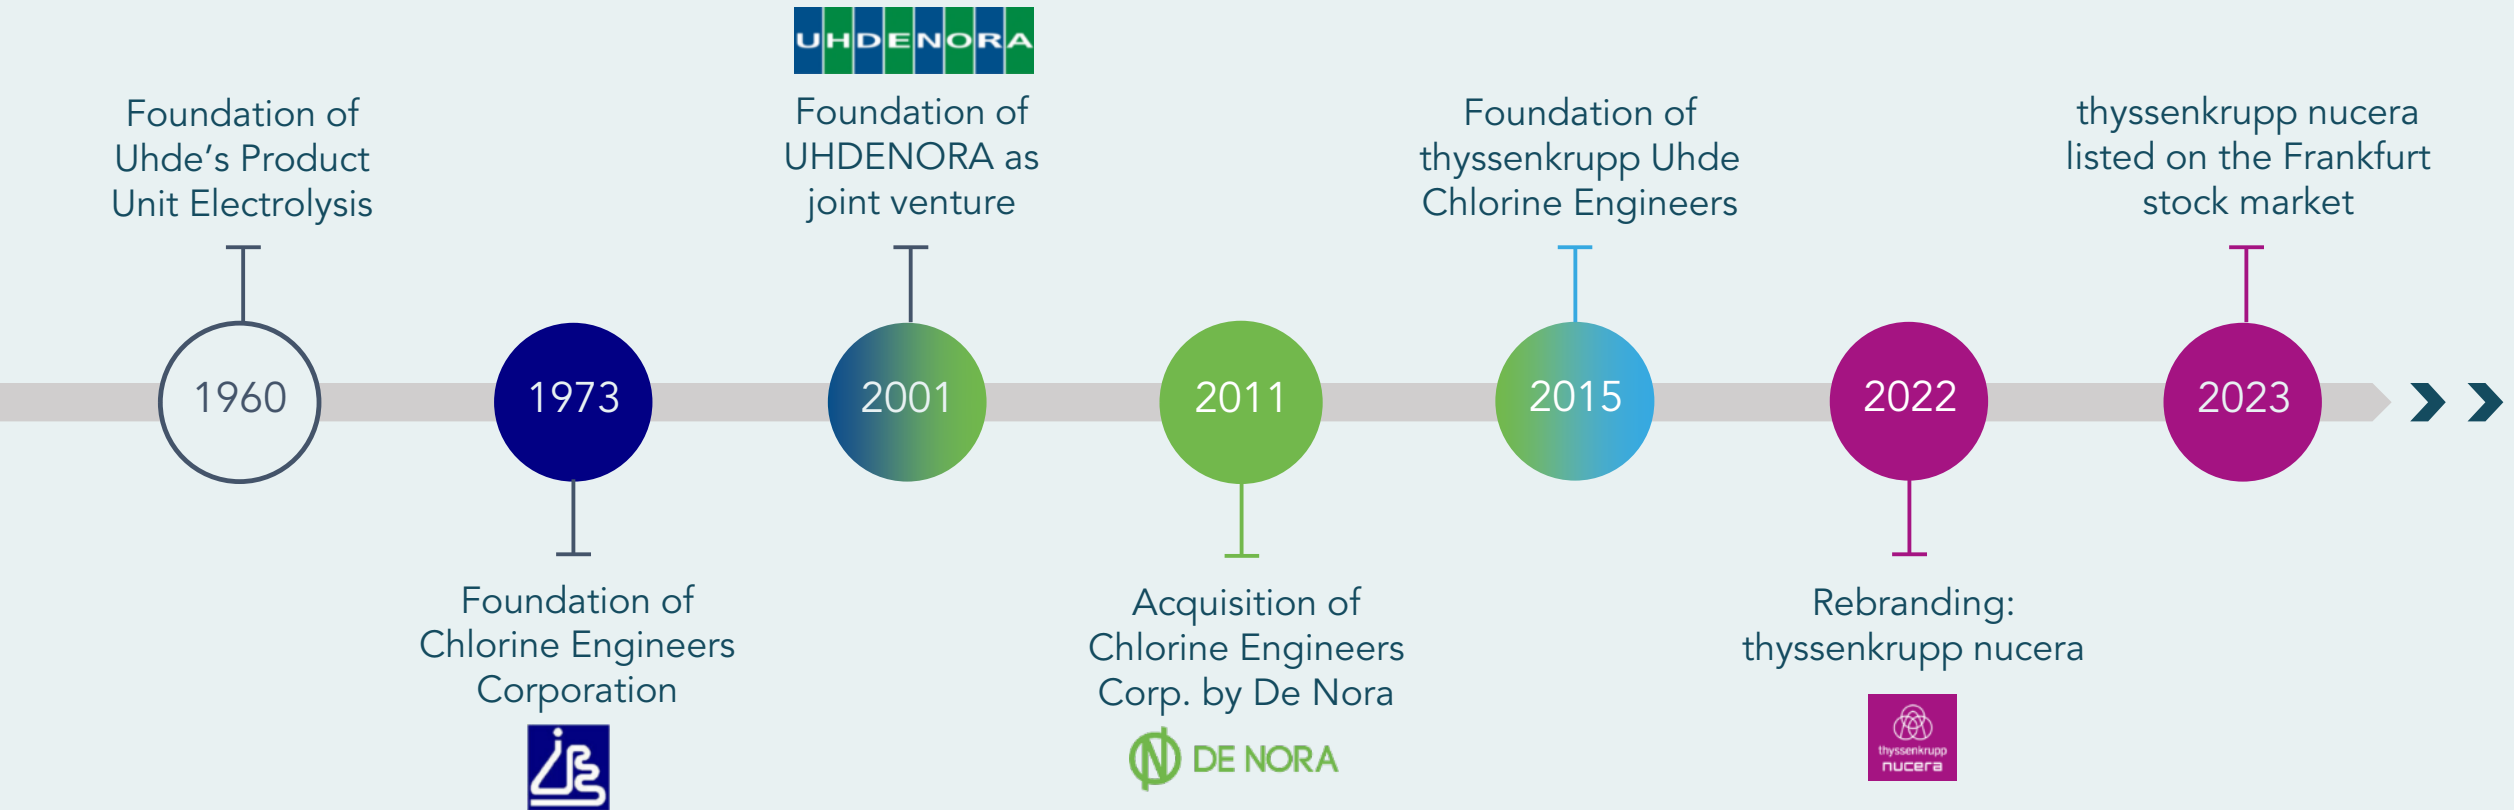 UHDENORA
Foundation of
Uhde’s Product
Unit Electrolysis
Foundation of
UHDENORA as
joint venture
Foundation of
thyssenkrupp Uhde
Chlorine Engineers
thyssenkrupp nucera
listed on the Frankfurt
stock market
1960
1973
2001
2011
2015
2022
2023
Foundation of
Chlorine Engineers
Corporation
Acquisition of
Chlorine Engineers
Corp. by De Nora
DE NORA
Rebranding:
thyssenkrupp nucera
thyssenkrupp
nucera